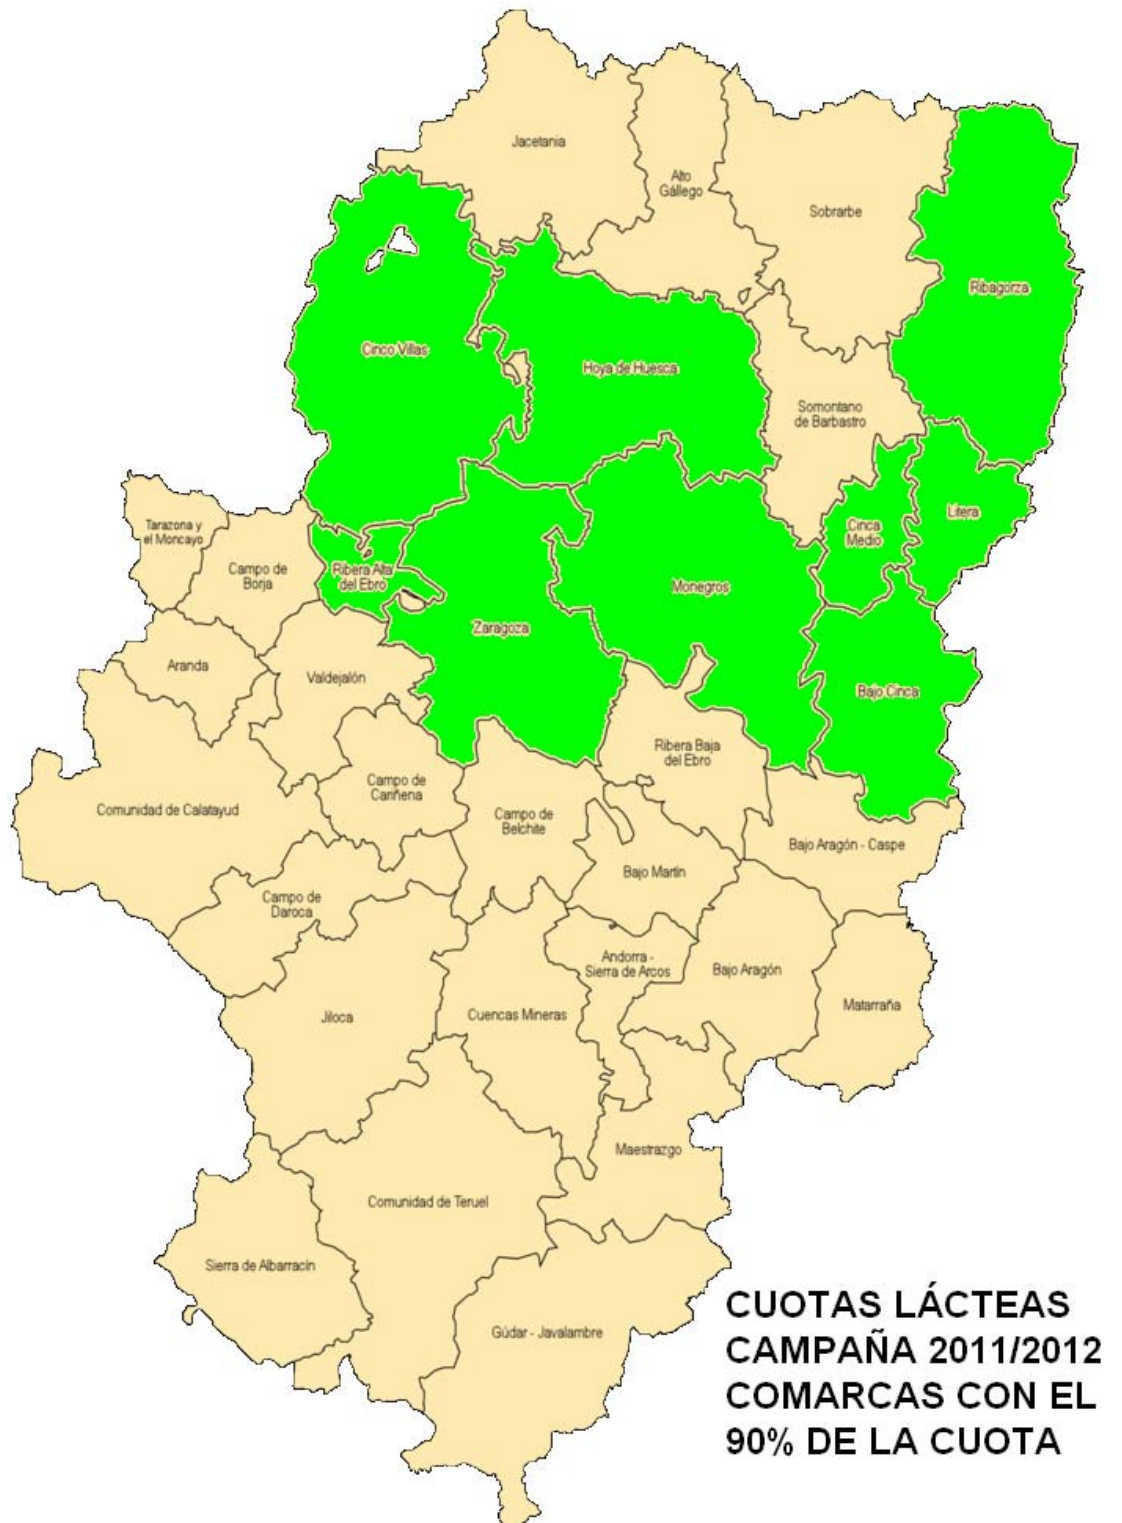 Jacetania
Alto
Gállego
Sobrarbe
Ribagorza
Cinco Villas
Hoya de Huesca
Somontano
de Barbastro
Cinca
Medio
Litera
Tarazona y
el Moncayo
Campo de
Borja
Ribera Alta
del Ebro
Monegros
Zaragoza
Aranda
Valdejalón
Bajo Cinca
Ribera Baja
del Ebro
Comunidad de Calatayud
Campo de
Cariñena
Campo de
Belchite
Bajo Aragón - Caspe
Bajo Martín
Campo de
Daroca
Andorra -
Sierra de Arcos
Bajo Aragón
Matarraña
Jiloca
Cuencas Mineras
Maestrazgo
Comunidad de Teruel
Sierra de Albarracín
Gúdar - Javalambre
CUOTAS LÁCTEAS
CAMPAÑA 2011/2012
COMARCAS CON EL
90% DE LA CUOTA